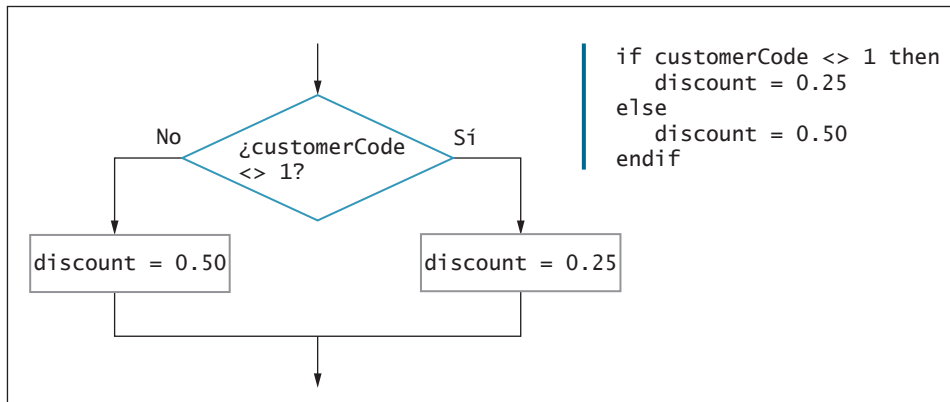 No
¿customerCode
<> 1?
Sí
discount = 0.50
discount = 0.25
if customerCode <> 1 then
   discount = 0.25
else
   discount = 0.50
endif